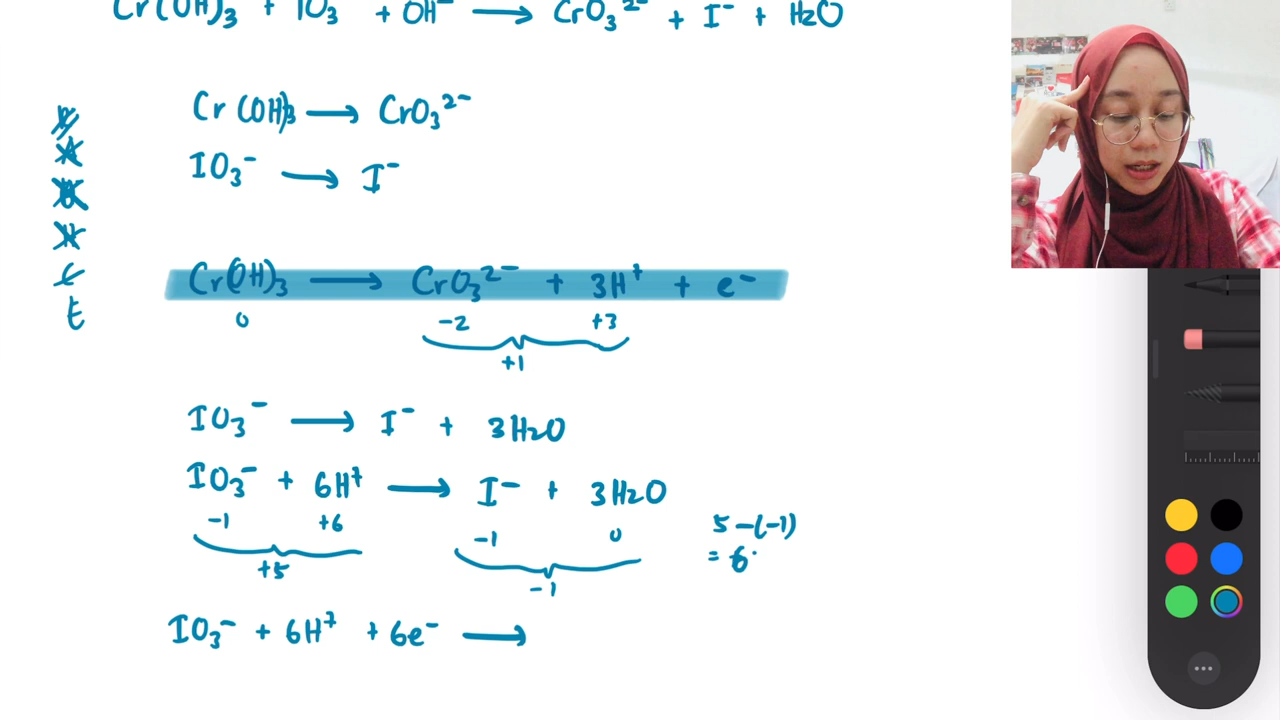 Cr(OH)3 + IO3 + OH⁻ ⟶ CrO3²⁻ + I⁻ + H2O
Cr(OH)3 ⟶ CrO3²⁻
IO3⁻ ⟶ I⁻
Cr(OH)3 ⟶ CrO3²⁻ + 3H⁺ + e⁻
0 -2 +3
+1
IO3⁻ ⟶ I⁻ + 3H2O
IO3⁻ + 6H⁺ ⟶ I⁻ + 3H2O
-1 +6 -1 0
+5 -1
5-(-1)
= 6
IO3⁻ + 6H⁺ + 6e⁻ ⟶